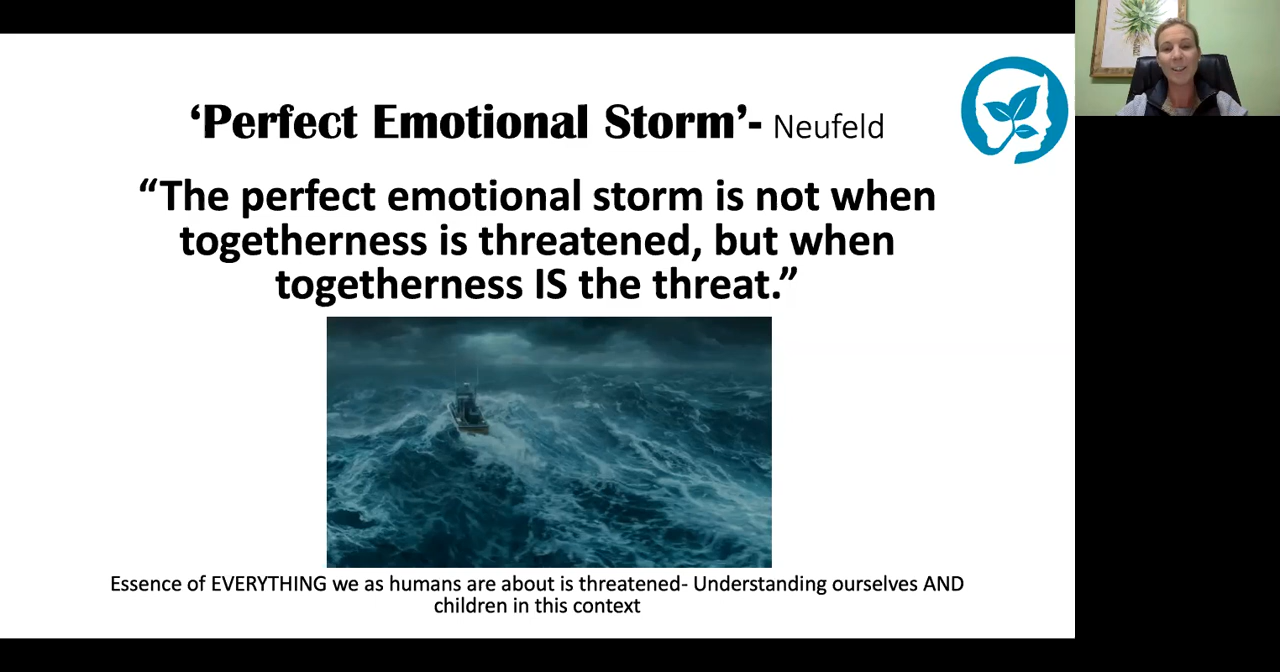 ‘Perfect Emotional Storm’- Neufeld
“The perfect emotional storm is not when
togetherness is threatened, but when
togetherness IS the threat.”
Essence of EVERYTHING we as humans are about is threatened- Understanding ourselves AND
children in this context